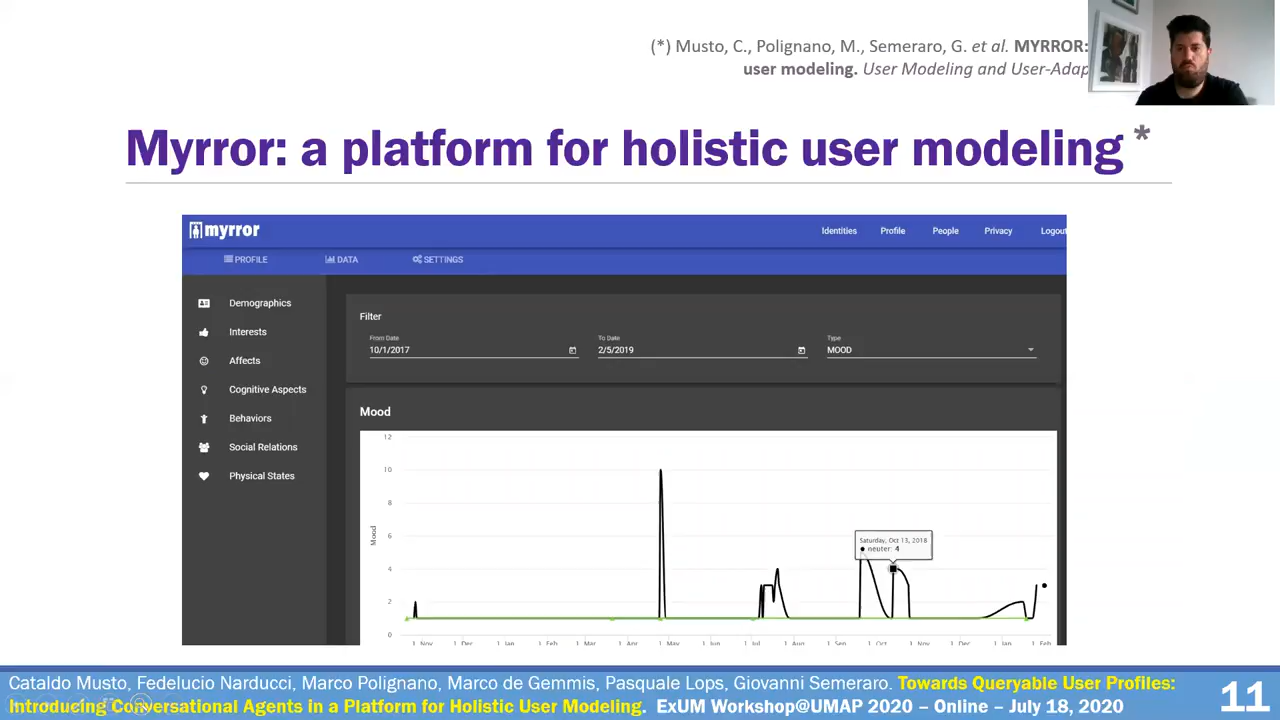 (*) Musto, C., Polignano, M., Semeraro, G. et al. MYRROR:
user modeling. User Modeling and User-Adap
Myrror: a platform for holistic user modeling *
myrror
Identities Profile People Privacy Logout
PROFILE DATA SETTINGS
Demographics
Interests
Affects
Cognitive Aspects
Behaviors
Social Relations
Physical States
Filter
From Date To Date Type
10/1/2017 2/5/2019 MOOD
Mood
12
10
8
6
4
2
0
Mood
Saturday, Oct 13, 2018
neuter: 4
1. Nov 1. Dec 1. Jan 1. Feb 1. Mar 1. Apr 1. May 1. Jun 1. Jul 1. Aug 1. Sep 1. Oct 1. Nov 1. Dec 1. Jan 1. Feb
Cataldo Musto, Fedelucio Narducci, Marco Polignano, Marco de Gemmis, Pasquale Lops, Giovanni Semeraro. Towards Queryable User Profiles:
Introducing Conversational Agents in a Platform for Holistic User Modeling. ExUM Workshop@UMAP 2020 – Online – July 18, 2020
11